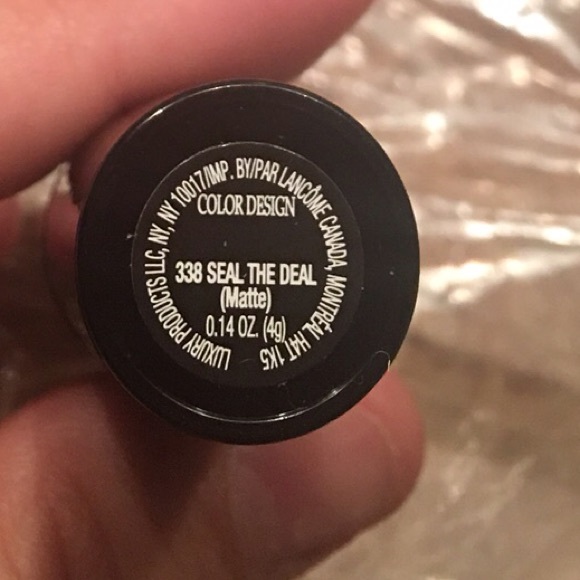 LUXURY PRODUCTS LLC, NY, NY 10017/IMP. BY/PAR LANCÔME CANADA, MONTRÉAL H4T 1K5
COLOR DESIGN
338 SEAL THE DEAL
(Matte)
0.14 OZ. (4g)